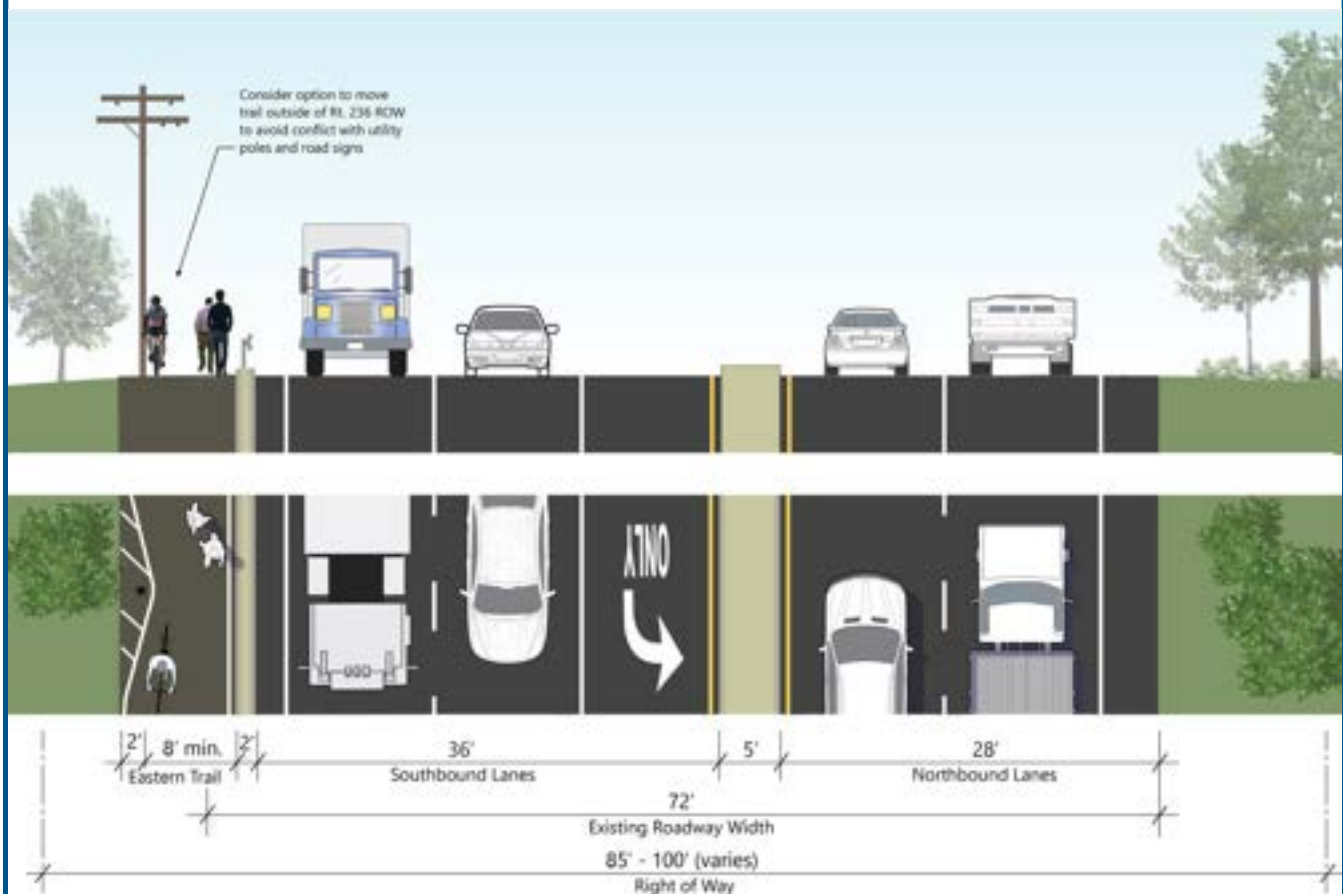 Consider option to move
trail outside of Rt. 236 ROW
to avoid conflict with utility
poles and road signs
ONLY
2' 8' min. 2' 36' 5' 28'
Eastern Trail Southbound Lanes Northbound Lanes
72'
Existing Roadway Width
85' - 100' (varies)
Right of Way